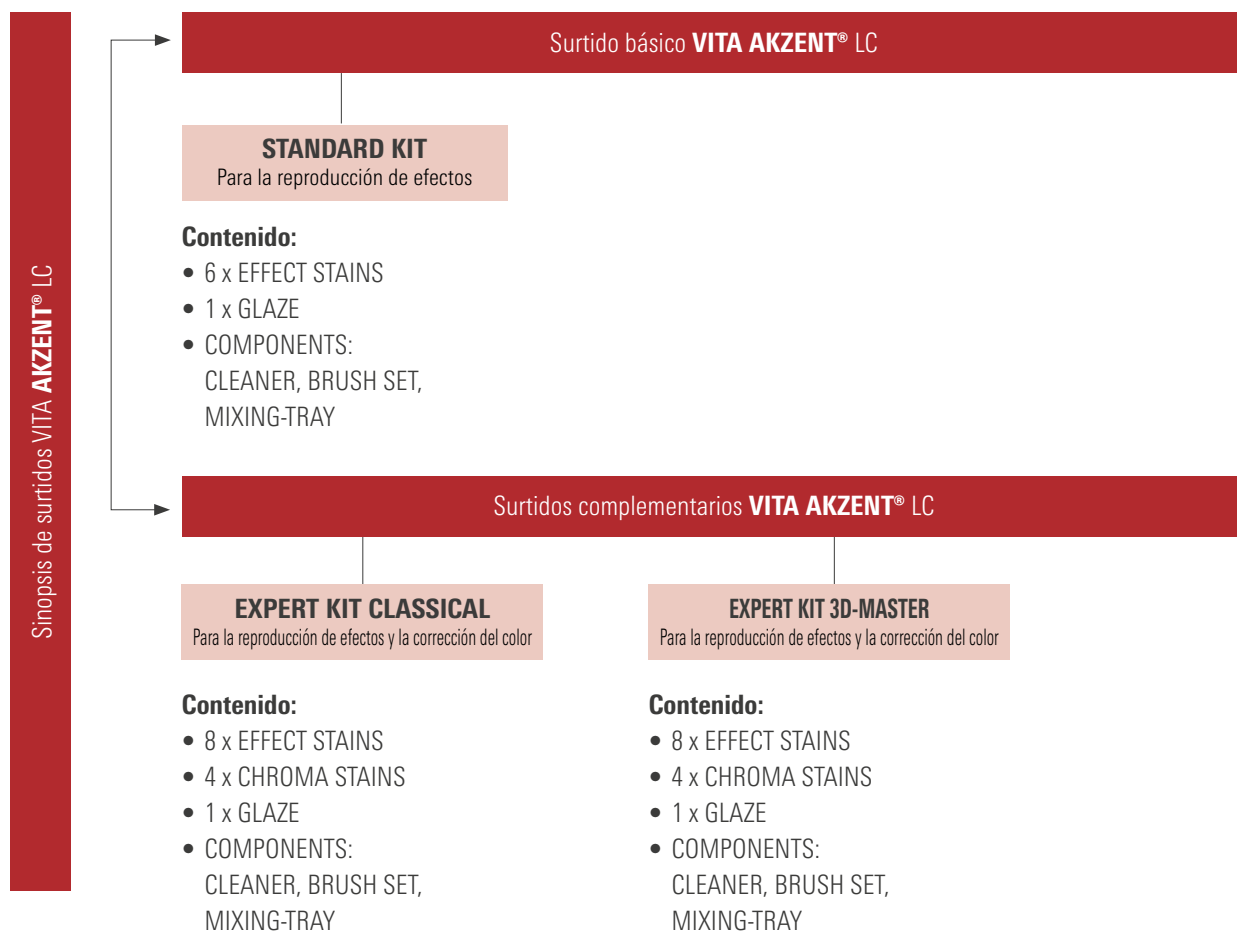 Sinopsis de surtidos VITA AKZENT® LC
Surtido básico VITA AKZENT® LC
STANDARD KIT
Para la reproducción de efectos
Contenido:
• 6 x EFFECT STAINS
• 1 x GLAZE
• COMPONENTS:
CLEANER, BRUSH SET,
MIXING-TRAY
Surtidos complementarios VITA AKZENT® LC
EXPERT KIT CLASSICAL
Para la reproducción de efectos y la corrección del color
Contenido:
• 8 x EFFECT STAINS
• 4 x CHROMA STAINS
• 1 x GLAZE
• COMPONENTS:
CLEANER, BRUSH SET,
MIXING-TRAY
EXPERT KIT 3D-MASTER
Para la reproducción de efectos y la corrección del color
Contenido:
• 8 x EFFECT STAINS
• 4 x CHROMA STAINS
• 1 x GLAZE
• COMPONENTS:
CLEANER, BRUSH SET,
MIXING-TRAY